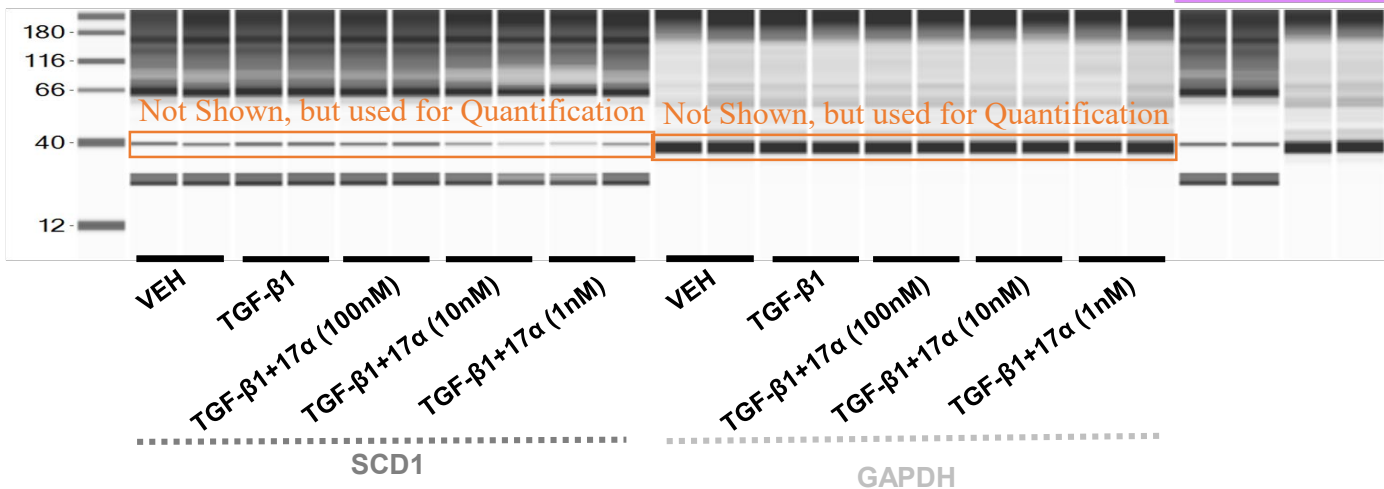 180
116
66
40
12
Not Shown, but used for Quantification
Not Shown, but used for Quantification
VEH
TGF-β1
TGF-β1+17α (100nM)
TGF-β1+17α (10nM)
TGF-β1+17α (1nM)
VEH
TGF-β1
TGF-β1+17α (100nM)
TGF-β1+17α (10nM)
TGF-β1+17α (1nM)
SCD1
GAPDH